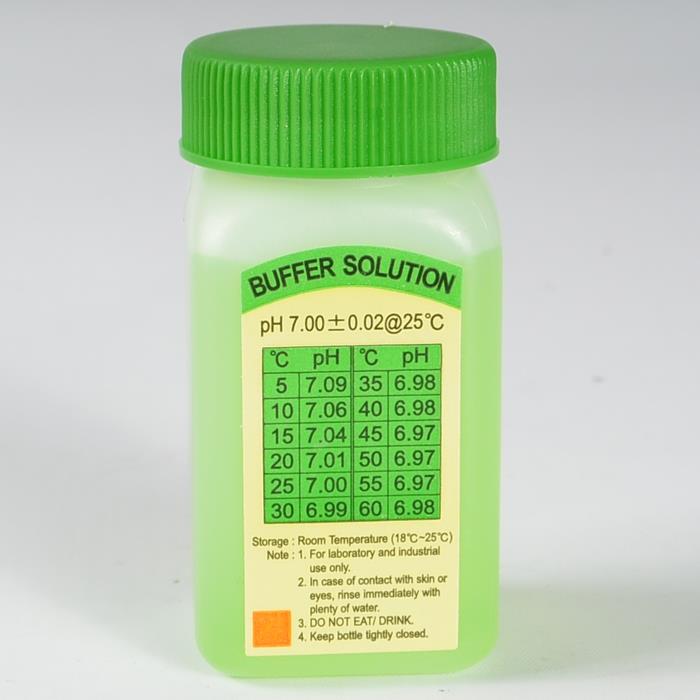 BUFFER SOLUTION
pH 7.00±0.02@25℃
℃ pH ℃ pH
5 7.09 35 6.98
10 7.06 40 6.98
15 7.04 45 6.97
20 7.01 50 6.97
25 7.00 55 6.97
30 6.99 60 6.98
Storage : Room Temperature (18℃~25℃)
Note : 1. For laboratory and industrial
use only.
2. In case of contact with skin or
eyes, rinse immediately with
plenty of water.
3. DO NOT EAT/ DRINK.
4. Keep bottle tightly closed.